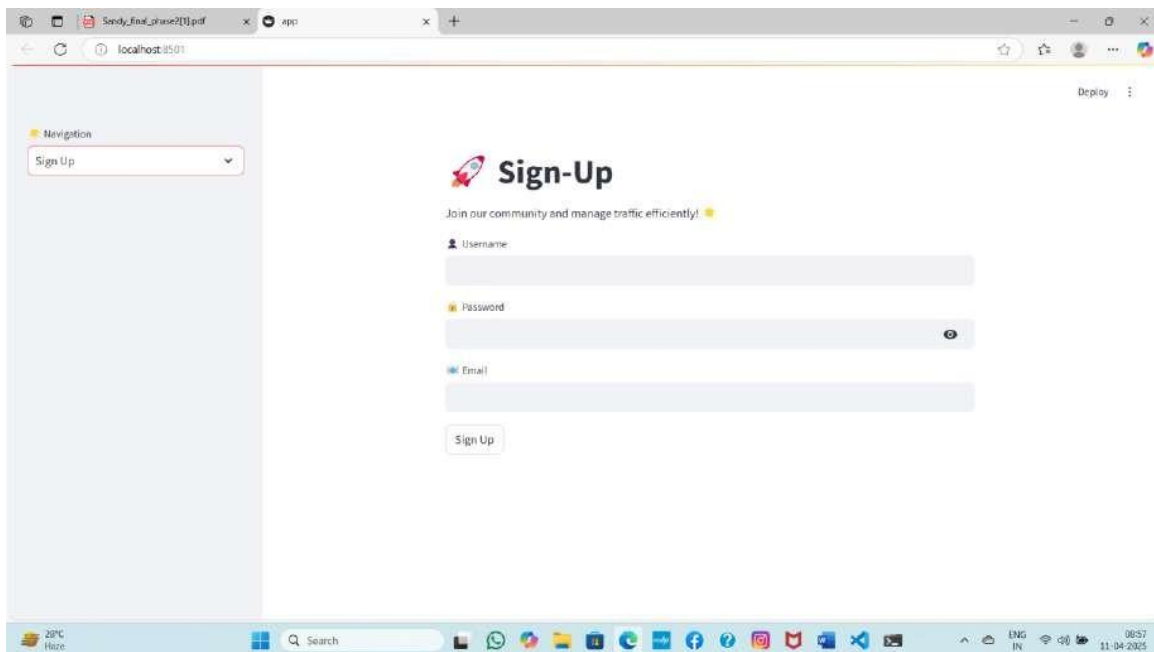 Sandy_final_phase2[1].pdf
app
localhost:8501
Deploy
Navigation
Sign Up
Sign-Up
Join our community and manage traffic efficiently!
Username
Password
Email
Sign Up
28°C
Haze
Search
ENG
IN
08:57
11-04-2025